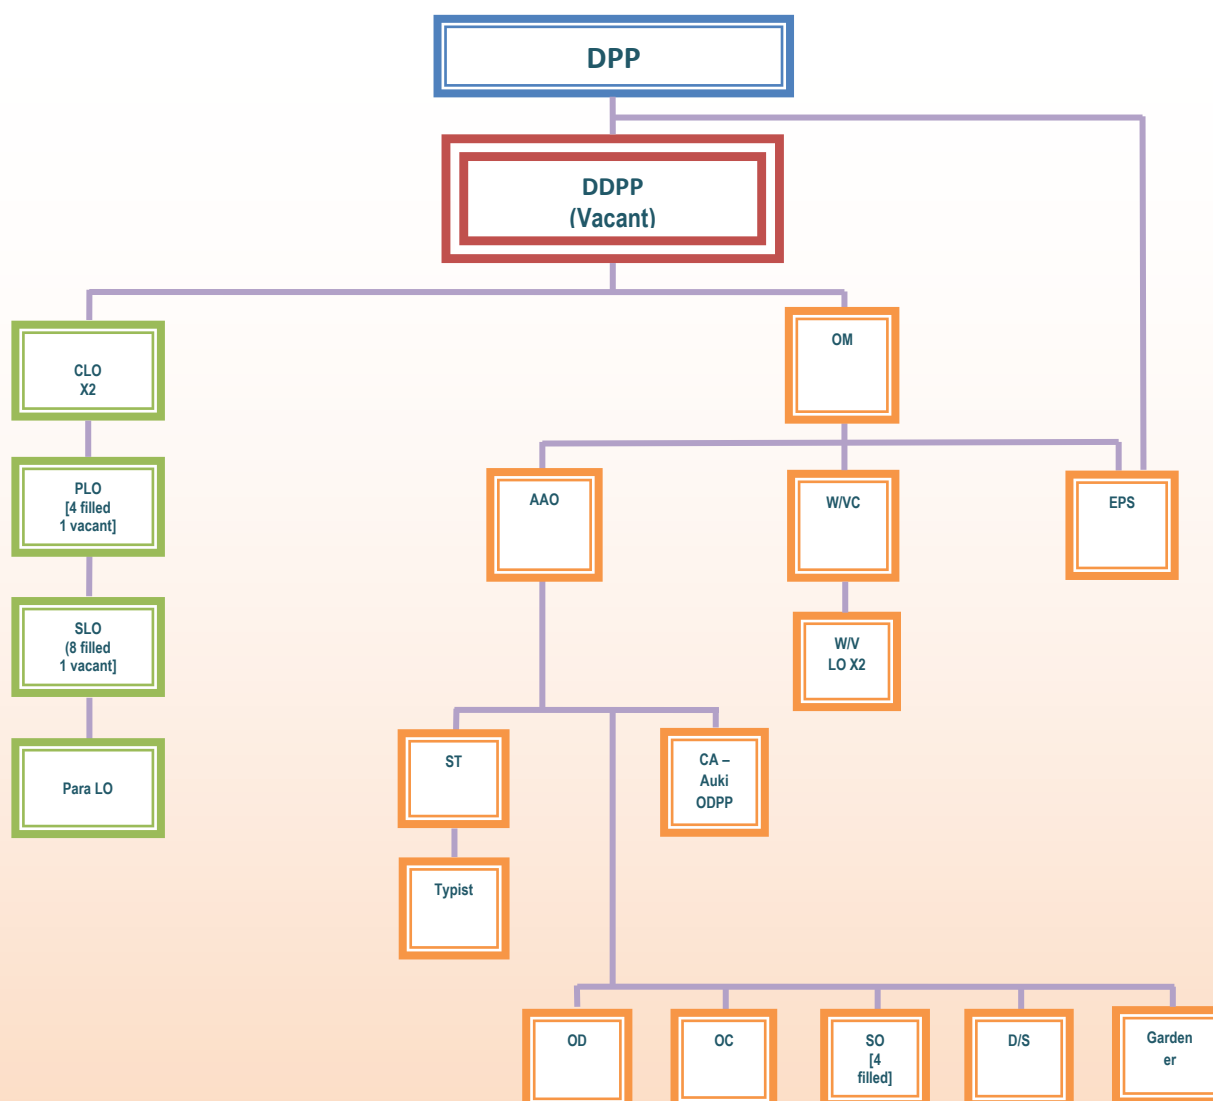 DPP
DDPP
(Vacant)
CLO
X2
OM
PLO
[4 filled
1 vacant]
AAO
W/VC
EPS
SLO
(8 filled
1 vacant]
W/V
LO X2
Para LO
ST
CA –
Auki
ODPP
Typist
OD
OC
SO
[4
filled]
D/S
Garden
er